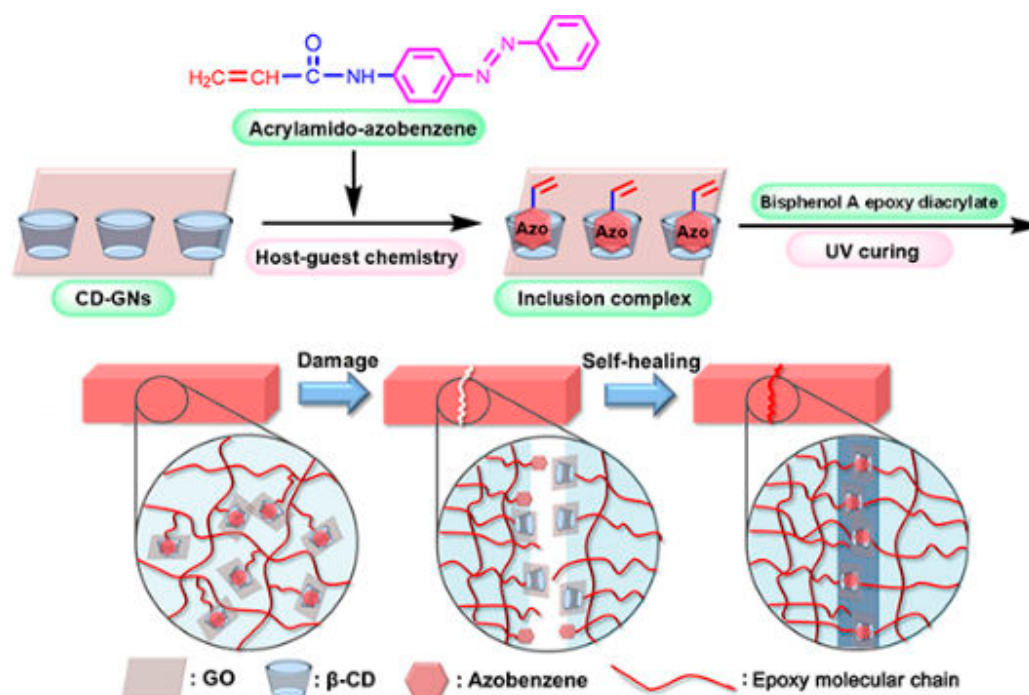 O
H₂C=CH—C—NH
N=N
Acrylamido-azobenzene
Azo Azo Azo
Bisphenol A epoxy diacrylate
Host-guest chemistry
UV curing
CD-GNs
Inclusion complex
Damage
Self-healing
: GO : β-CD : Azobenzene : Epoxy molecular chain